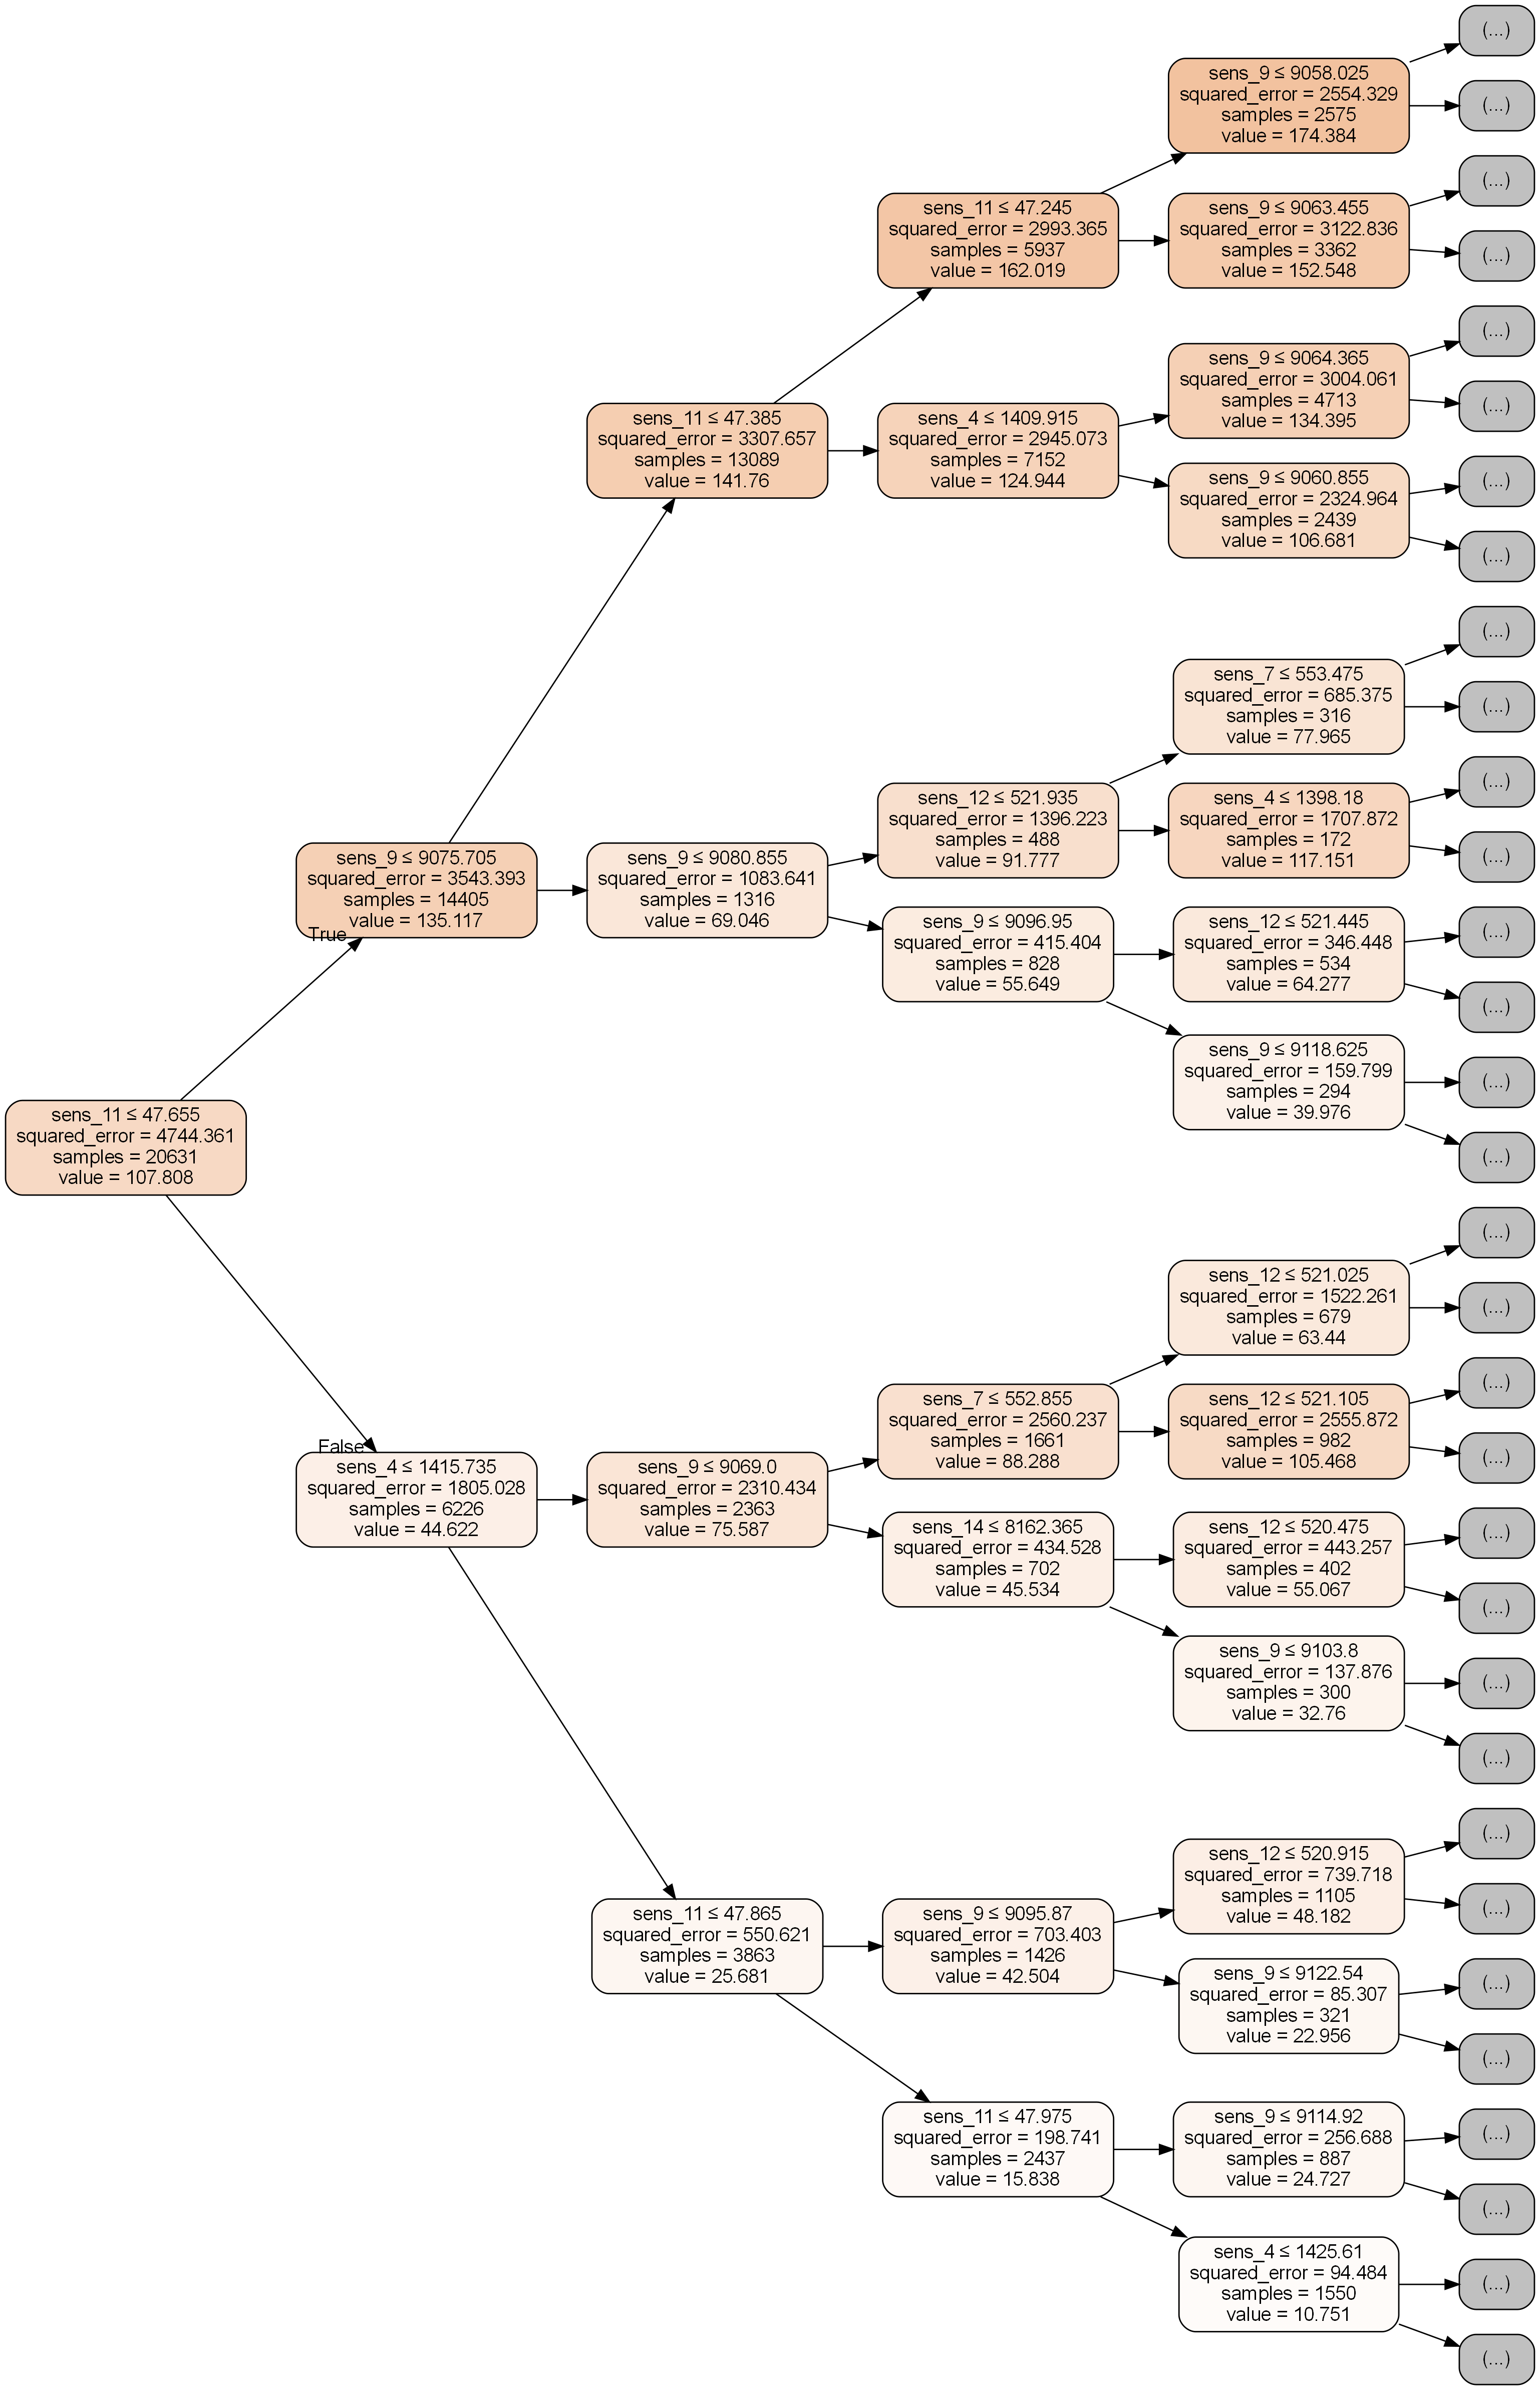 (...)
sens_9 ≤ 9058.025
squared_error = 2554.329
samples = 2575
value = 174.384
(...)
(...)
sens_11 ≤ 47.245
squared_error = 2993.365
samples = 5937
value = 162.019
sens_9 ≤ 9063.455
squared_error = 3122.836
samples = 3362
value = 152.548
(...)
(...)
sens_9 ≤ 9064.365
squared_error = 3004.061
samples = 4713
value = 134.395
(...)
sens_11 ≤ 47.385
squared_error = 3307.657
samples = 13089
value = 141.76
sens_4 ≤ 1409.915
squared_error = 2945.073
samples = 7152
value = 124.944
(...)
sens_9 ≤ 9060.855
squared_error = 2324.964
samples = 2439
value = 106.681
(...)
(...)
sens_7 ≤ 553.475
squared_error = 685.375
samples = 316
value = 77.965
(...)
(...)
sens_12 ≤ 521.935
squared_error = 1396.223
samples = 488
value = 91.777
sens_4 ≤ 1398.18
squared_error = 1707.872
samples = 172
value = 117.151
(...)
sens_9 ≤ 9075.705
squared_error = 3543.393
samples = 14405
value = 135.117
True
sens_9 ≤ 9080.855
squared_error = 1083.641
samples = 1316
value = 69.046
(...)
sens_9 ≤ 9096.95
squared_error = 415.404
samples = 828
value = 55.649
sens_12 ≤ 521.445
squared_error = 346.448
samples = 534
value = 64.277
(...)
sens_9 ≤ 9118.625
squared_error = 159.799
samples = 294
value = 39.976
(...)
(...)
sens_11 ≤ 47.655
squared_error = 4744.361
samples = 20631
value = 107.808
(...)
sens_12 ≤ 521.025
squared_error = 1522.261
samples = 679
value = 63.44
(...)
(...)
sens_7 ≤ 552.855
squared_error = 2560.237
samples = 1661
value = 88.288
sens_12 ≤ 521.105
squared_error = 2555.872
samples = 982
value = 105.468
(...)
False
sens_4 ≤ 1415.735
squared_error = 1805.028
samples = 6226
value = 44.622
sens_9 ≤ 9069.0
squared_error = 2310.434
samples = 2363
value = 75.587
(...)
sens_14 ≤ 8162.365
squared_error = 434.528
samples = 702
value = 45.534
sens_12 ≤ 520.475
squared_error = 443.257
samples = 402
value = 55.067
(...)
sens_9 ≤ 9103.8
squared_error = 137.876
samples = 300
value = 32.76
(...)
(...)
(...)
sens_12 ≤ 520.915
squared_error = 739.718
samples = 1105
value = 48.182
(...)
sens_11 ≤ 47.865
squared_error = 550.621
samples = 3863
value = 25.681
sens_9 ≤ 9095.87
squared_error = 703.403
samples = 1426
value = 42.504
(...)
sens_9 ≤ 9122.54
squared_error = 85.307
samples = 321
value = 22.956
(...)
sens_11 ≤ 47.975
squared_error = 198.741
samples = 2437
value = 15.838
sens_9 ≤ 9114.92
squared_error = 256.688
samples = 887
value = 24.727
(...)
(...)
sens_4 ≤ 1425.61
squared_error = 94.484
samples = 1550
value = 10.751
(...)
(...)